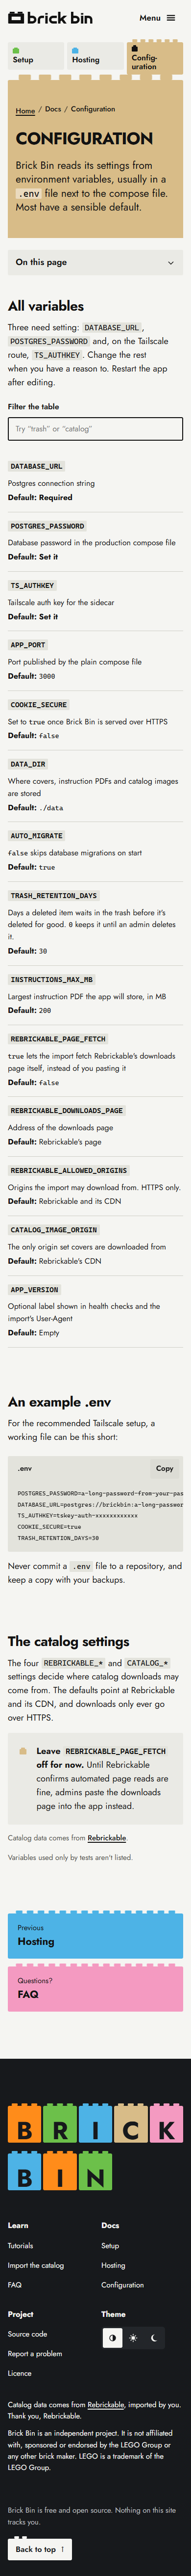 brick bin
Menu
Setup
Hosting
Config-
uration
Home / Docs / Configuration
CONFIGURATION
Brick Bin reads its settings from
environment variables, usually in a
.env file next to the compose file.
Most have a sensible default.
On this page
All variables
Three need setting: DATABASE_URL,
POSTGRES_PASSWORD and, on the Tailscale
route, TS_AUTHKEY. Change the rest
when you have a reason to. Restart the app
after editing.
Filter the table
Try “trash” or “catalog”
DATABASE_URL
Postgres connection string
Default: Required
POSTGRES_PASSWORD
Database password in the production compose file
Default: Set it
TS_AUTHKEY
Tailscale auth key for the sidecar
Default: Set it
APP_PORT
Port published by the plain compose file
Default: 3000
COOKIE_SECURE
Set to true once Brick Bin is served over HTTPS
Default: false
DATA_DIR
Where covers, instruction PDFs and catalog images
are stored
Default: ./data
AUTO_MIGRATE
false skips database migrations on start
Default: true
TRASH_RETENTION_DAYS
Days a deleted item waits in the trash before it's
deleted for good. 0 keeps it until an admin deletes
it.
Default: 30
INSTRUCTIONS_MAX_MB
Largest instruction PDF the app will store, in MB
Default: 200
REBRICKABLE_PAGE_FETCH
true lets the import fetch Rebrickable's downloads
page itself, instead of you pasting it
Default: false
REBRICKABLE_DOWNLOADS_PAGE
Address of the downloads page
Default: Rebrickable's page
REBRICKABLE_ALLOWED_ORIGINS
Origins the import may download from. HTTPS only.
Default: Rebrickable and its CDN
CATALOG_IMAGE_ORIGIN
The only origin set covers are downloaded from
Default: Rebrickable's CDN
APP_VERSION
Optional label shown in health checks and the
import's User-Agent
Default: Empty
An example .env
For the recommended Tailscale setup, a
working file can be this short:
.env
Copy
POSTGRES_PASSWORD=a-long-password-from-your-pas
DATABASE_URL=postgres://brickbin:a-long-passwor
TS_AUTHKEY=tskey-auth-xxxxxxxxxxxx
COOKIE_SECURE=true
TRASH_RETENTION_DAYS=30
Never commit a .env file to a repository, and
keep a copy with your backups.
The catalog settings
The four REBRICKABLE_* and CATALOG_*
settings decide where catalog downloads may
come from. The defaults point at Rebrickable
and its CDN, and downloads only ever go
over HTTPS.
Leave REBRICKABLE_PAGE_FETCH
off for now. Until Rebrickable
confirms automated page reads are
fine, admins paste the downloads
page into the app instead.
Catalog data comes from Rebrickable.
Variables used only by tests aren't listed.
Previous
Hosting
Questions?
FAQ
BRICK
BIN
Learn
Tutorials
Import the catalog
FAQ
Docs
Setup
Hosting
Configuration
Project
Source code
Report a problem
Licence
Theme
Catalog data comes from Rebrickable, imported by you.
Thank you, Rebrickable.
Brick Bin is an independent project. It is not affiliated
with, sponsored or endorsed by the LEGO Group or
any other brick maker. LEGO is a trademark of the
LEGO Group.
Brick Bin is free and open source. Nothing on this site
tracks you.
Back to top ↑